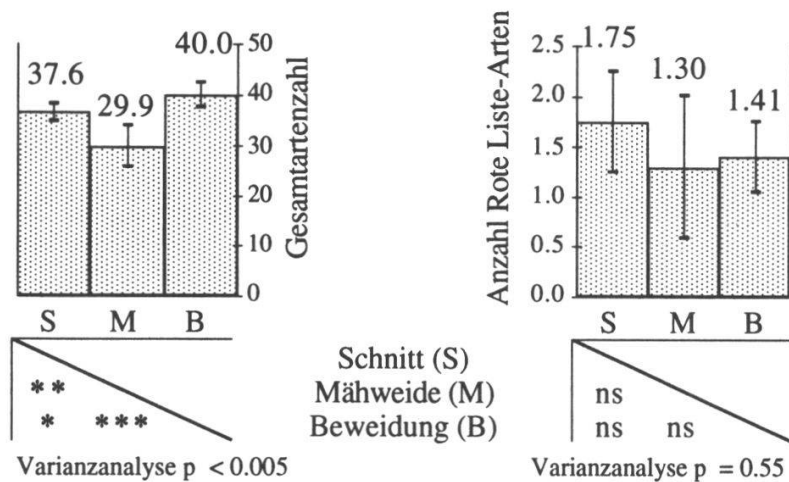 37.6
29.9
40.0
50
40
30
20
10
0
Gesamtartenzahl
S M B
Anzahl Rote Liste-Arten
2.5
2.0
1.5
1.0
0.5
0.0
1.75
1.30
1.41
S M B
Schnitt (S)
Mähweide (M)
Beweidung (B)
**
* ***
ns
ns ns
Varianzanalyse p < 0.005
Varianzanalyse p = 0.55